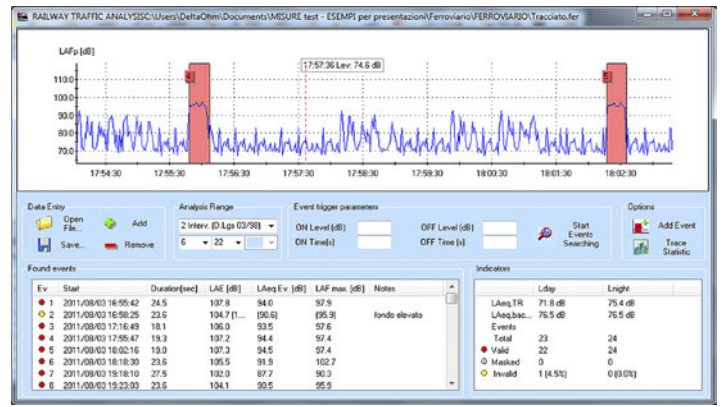 RAILWAY TRAFFIC ANALYSISC:\Users\DeltaOhm\Documents\MISURE test - ESEMPI per presentazioni\Ferroviario\FERROVIARIO\Tracciato.fer
LAFp [dB]
17:57:36 Lev: 74.6 dB
4
5
110.0
100.0
90.0
80.0
70.0
17:54:30 17:55:30 17:56:30 17:57:30 17:58:30 17:59:30 18:00:30 18:01:30 18:02:30
Data Entry
Open File...
Add
Save...
Remove
Analysis Range
2 Interv. (D.Lgs 03/98)
6 22
Event trigger parameters
ON Level (dB)
OFF Level (dB)
ON Time(s)
OFF Time (s)
Start Events Searching
Options
Add Event
Trace Statistic
Found events
Ev Start Duration(sec) LAE [dB] LAeq Ev. [dB] LAF max. [dB] Notes
1 2011/08/03 16:55:42 24.5 107.8 94.0 97.9
2 2011/08/03 16:58:25 23.6 104.7 [1... (90.6) (95.9) fondo elevato
3 2011/08/03 17:16:49 18.1 106.0 93.5 97.6
4 2011/08/03 17:55:47 19.3 107.2 94.4 97.4
5 2011/08/03 18:02:16 19.0 107.3 94.5 97.4
6 2011/08/03 18:18:30 23.6 105.5 91.9 102.7
7 2011/08/03 19:18:10 27.5 102.0 87.7 90.3
8 2011/08/03 19:23:03 23.6 104.1 90.5 95.9
Indicators
Lday Lnight
LAeq,TR 71.8 dB 75.4 dB
LAeq,bac... 76.5 dB 76.5 dB
Events
Total 23 24
Valid 22 24
Masked 0 0
Invalid 1 (4.5%) 0 (0.0%)